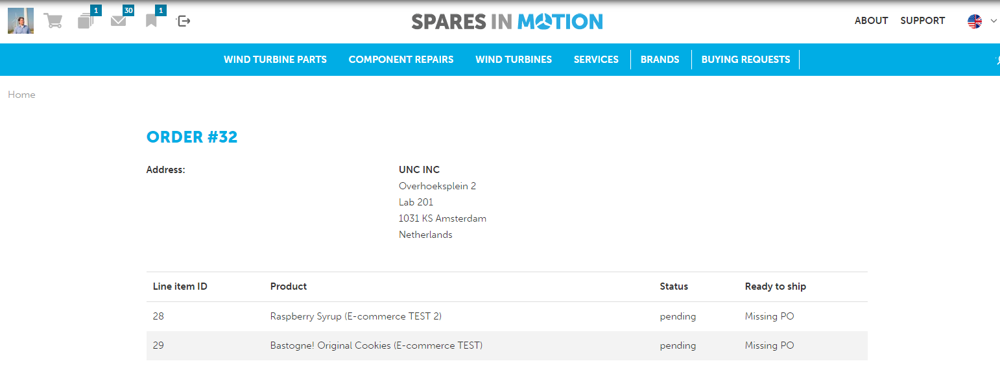 1 30 1
SPARES IN MOTION
ABOUT SUPPORT
WIND TURBINE PARTS COMPONENT REPAIRS WIND TURBINES SERVICES BRANDS BUYING REQUESTS
Home
ORDER #32
Address: UNC INC
Overhoeksplein 2
Lab 201
1031 KS Amsterdam
Netherlands
Line item ID Product Status Ready to ship
28 Raspberry Syrup (E-commerce TEST 2) pending Missing PO
29 Bastogne! Original Cookies (E-commerce TEST) pending Missing PO